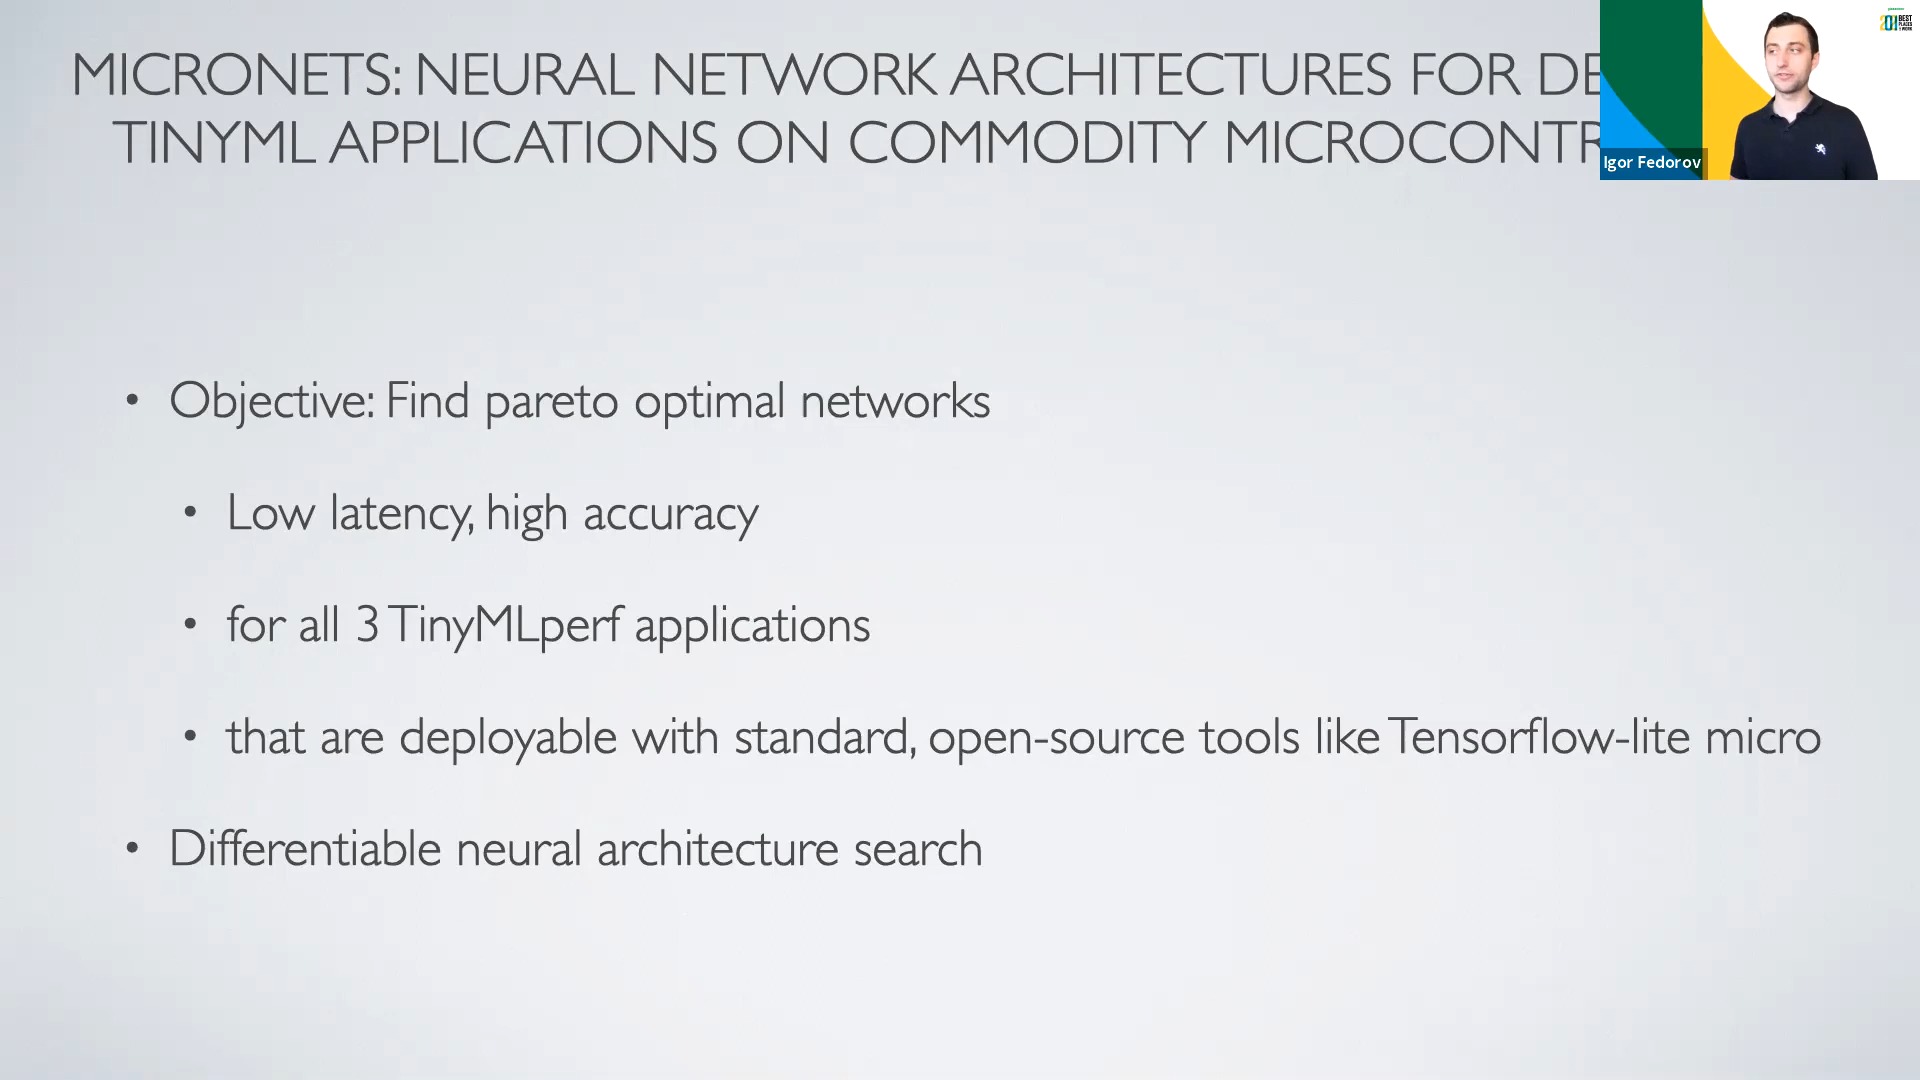 MICRONETS: NEURAL NETWORK ARCHITECTURES FOR
TINYML APPLICATIONS ON COMMODITY
Igor Fedorov
• Objective: Find pareto optimal networks
• Low latency, high accuracy
• for all 3 TinyMLperf applications
• that are deployable with standard, open-source tools like Tensorflow-lite micro
• Differentiable neural architecture search